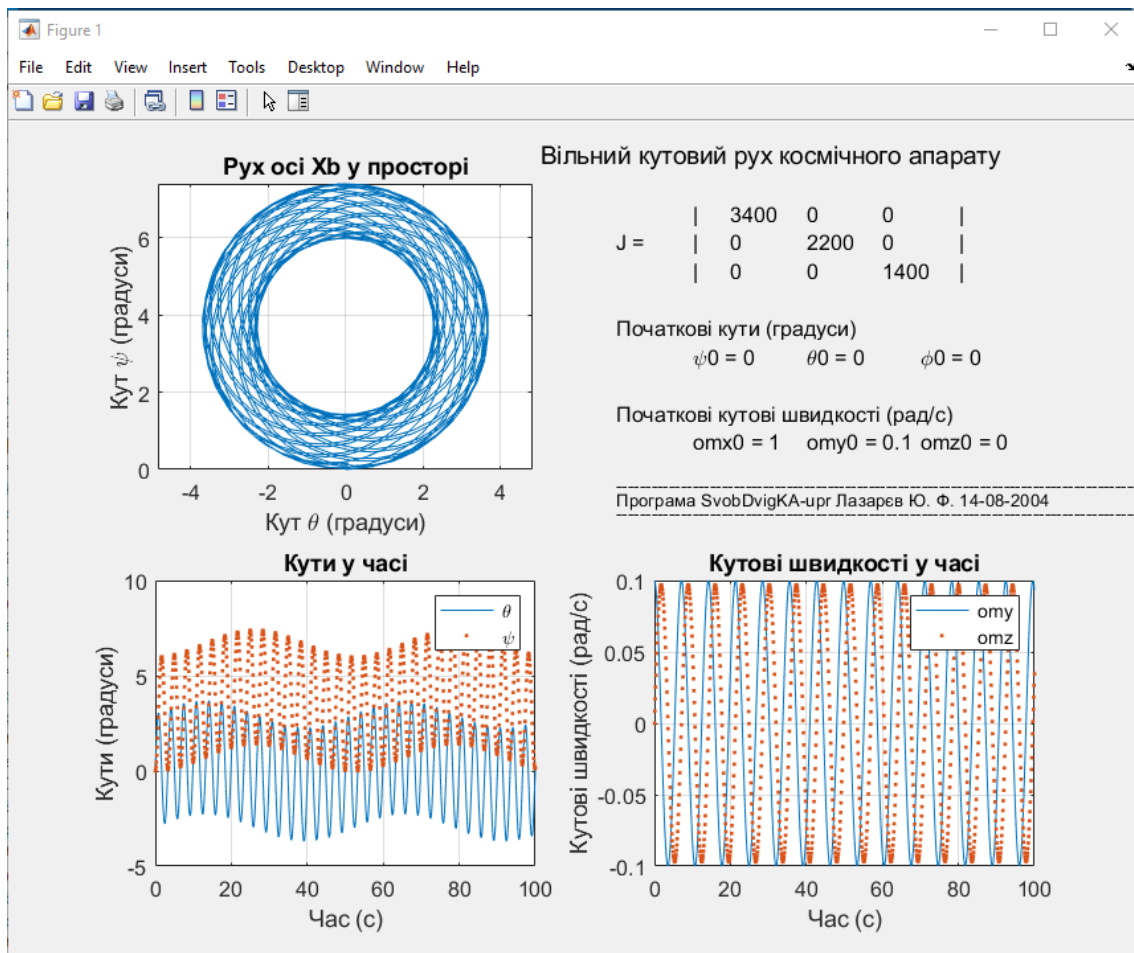 Figure 1
File Edit View Insert Tools Desktop Window Help
Рух осі Xb у просторі
Кут ψ (градуси)
6
4
2
0
-4 -2 0 2 4
Кут θ (градуси)
Вільний кутовий рух космічного апарату
| 3400 0 0 |
J = | 0 2200 0 |
| 0 0 1400 |
Початкові кути (градуси)
ψ0 = 0 θ0 = 0 ϕ0 = 0
Початкові кутові швидкості (рад/с)
omx0 = 1 omy0 = 0.1 omz0 = 0
Програма SvobDvigKA-upr Лазарєв Ю. Ф. 14-08-2004
Кути у часі
Кути (градуси)
10
5
0
-5
θ
ψ
0 20 40 60 80 100
Час (с)
Кутові швидкості у часі
Кутові швидкості (рад/с)
0.1
0.05
0
-0.05
-0.1
omy
omz
0 20 40 60 80 100
Час (с)